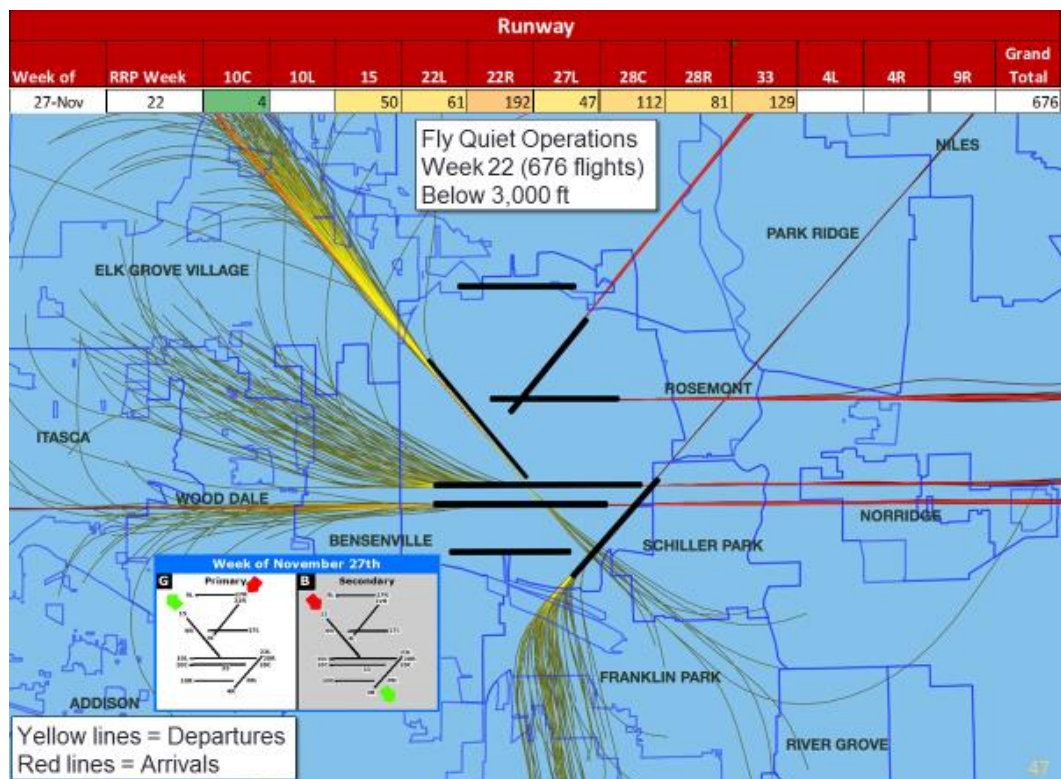 Runway
Week of RRP Week 10C 10L 15 22L 22R 27L 28C 28R 33 4L 4R 9R Grand Total
27-Nov 22 4 50 61 192 47 112 81 129 676
Fly Quiet Operations
Week 22 (676 flights)
Below 3,000 ft
NILES
PARK RIDGE
ELK GROVE VILLAGE
ROSEMONT
ITASCA
WOOD DALE
NORRIDGE
BENSENVILLE
SCHILLER PARK
Week of November 27th
G Primary
B Secondary
15
FRANKLIN PARK
ADDISON
Yellow lines = Departures
Red lines = Arrivals
RIVER GROVE
47